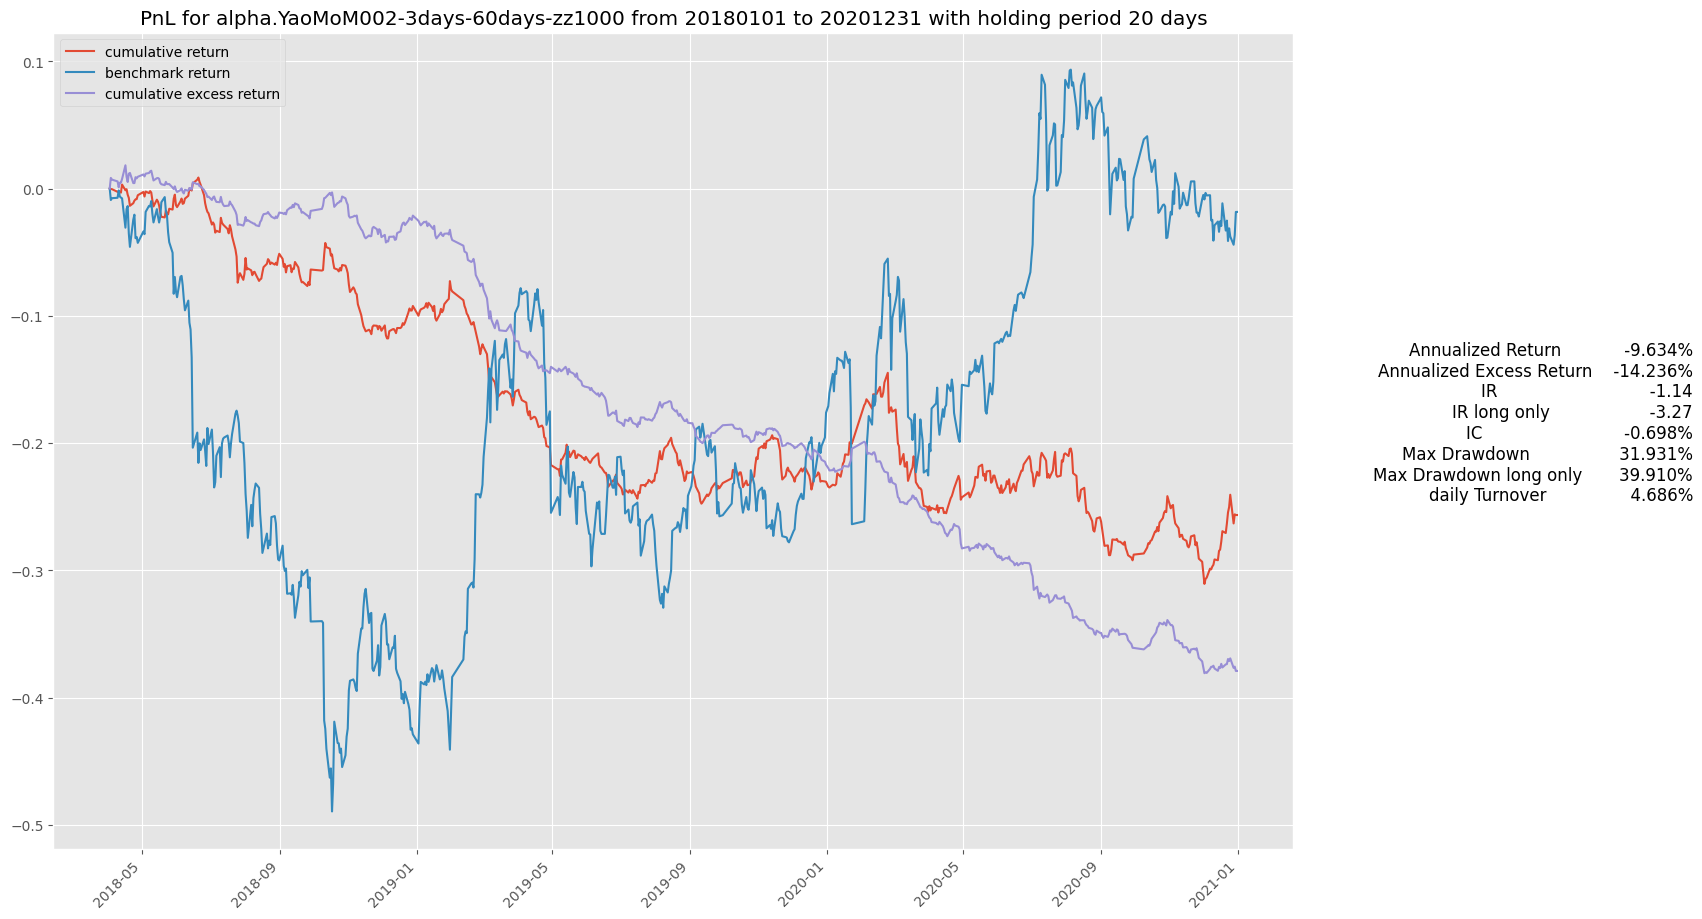 PnL for alpha.YaoMoM002-3days-60days-zz1000 from 20180101 to 20201231 with holding period 20 days
cumulative return
benchmark return
cumulative excess return
0.1
0.0
−0.1
−0.2
−0.3
−0.4
−0.5
2018-05
2018-09
2019-01
2019-05
2019-09
2020-01
2020-05
2020-09
2021-01
Annualized Return -9.634%
Annualized Excess Return -14.236%
IR -1.14
IR long only -3.27
IC -0.698%
Max Drawdown 31.931%
Max Drawdown long only 39.910%
daily Turnover 4.686%